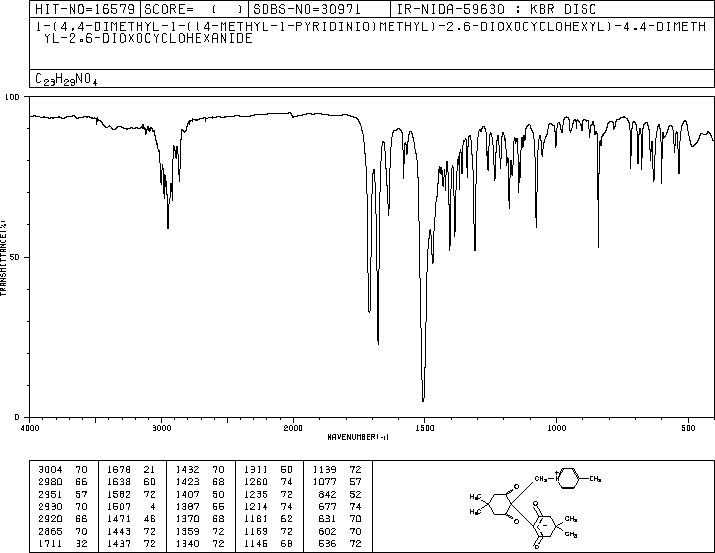 HIT-NO=16579 SCORE= ( ) SDBS-NO=30971 IR-NIDA-59630 : KBR DISC
1-(4,4-DIMETHYL-1-((4-METHYL-1-PYRIDINIO)METHYL)-2,6-DIOXOCYCLOHEXYL)-4,4-DIMETH
YL-2,6-DIOXOCYCLOHEXANIDE
C23H29NO4
100
50
0
TRANSMITTANCE(%)
4000 3000 2000 1500 1000 500
WAVENUMBER(-1)
3004 70 1678 21 1432 70 1311 50 1139 72
2980 66 1638 60 1423 68 1260 74 1077 57
2951 57 1582 72 1407 50 1235 72 842 52
2930 70 1507 4 1387 55 1214 74 677 74
2920 66 1471 46 1370 68 1181 62 631 70
2865 70 1443 72 1359 72 1169 72 602 70
1711 32 1437 72 1340 72 1146 68 536 72
CH2 N+ CH3
O
CH3
CH3
O
O
CH3
CH3
O